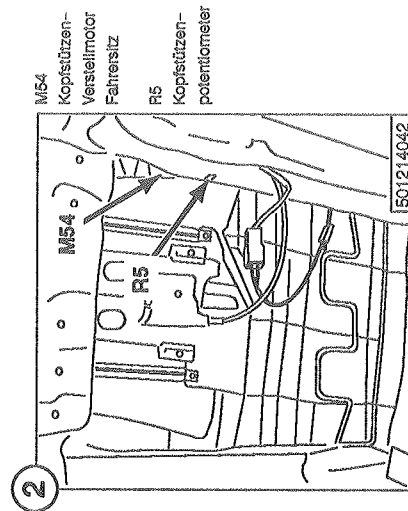 2
M54
R5
501214042
M54
Kopfstützen-
Verstellmotor
Fahrersitz
R5
Kopfstützen-
potentiometer